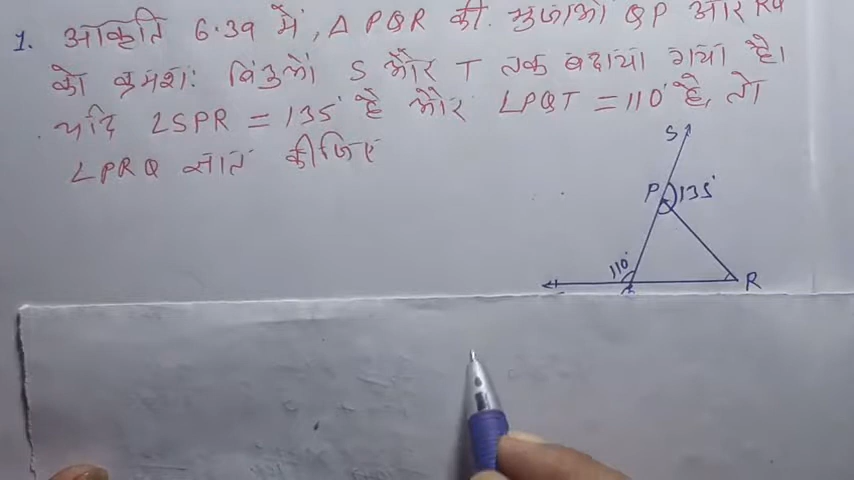 1. आकृति 6.39 में, Δ PQR की भुजाओं QP और RQ
को क्रमशः बिंदुओं S और T तक बढ़ाया गया है।
यदि ∠SPR = 135° है और ∠PQT = 110° है, तो
∠PRQ ज्ञात कीजिए
S
P 135°
110°
R